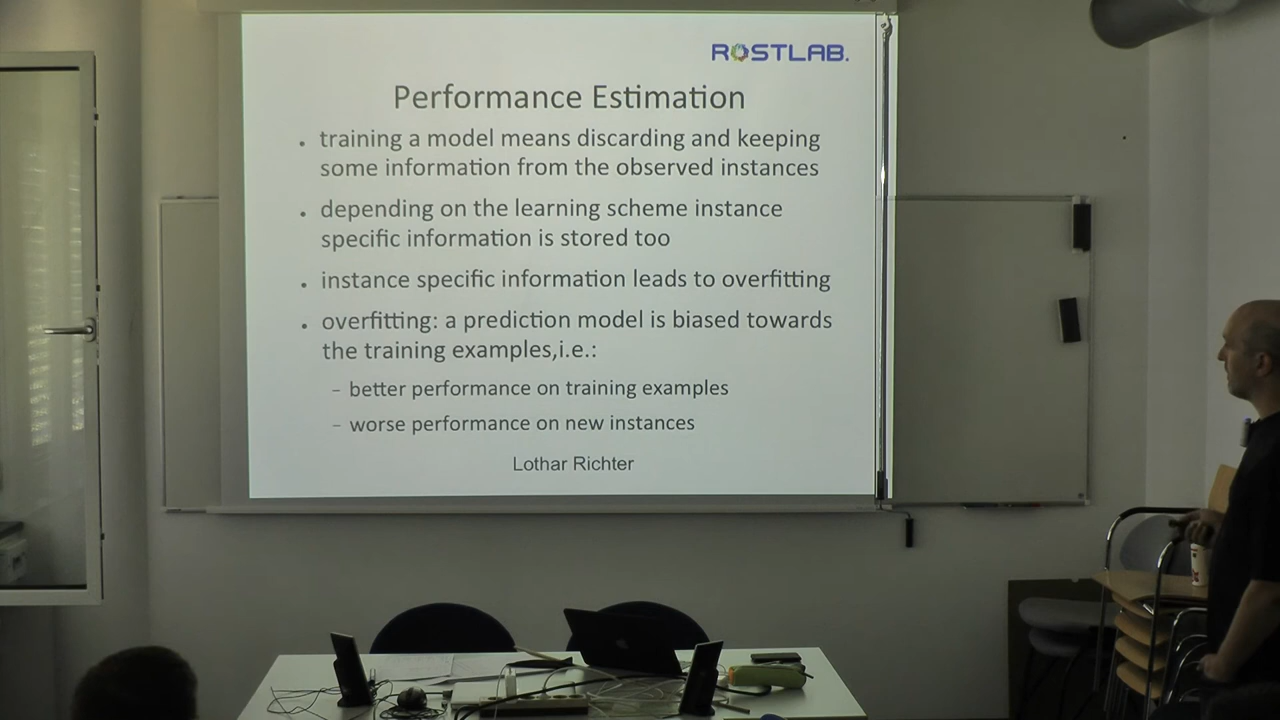 ROSTLAB.
Performance Estimation
• training a model means discarding and keeping
some information from the observed instances
• depending on the learning scheme instance
specific information is stored too
• instance specific information leads to overfitting
• overfitting: a prediction model is biased towards
the training examples,i.e.:
– better performance on training examples
– worse performance on new instances
Lothar Richter